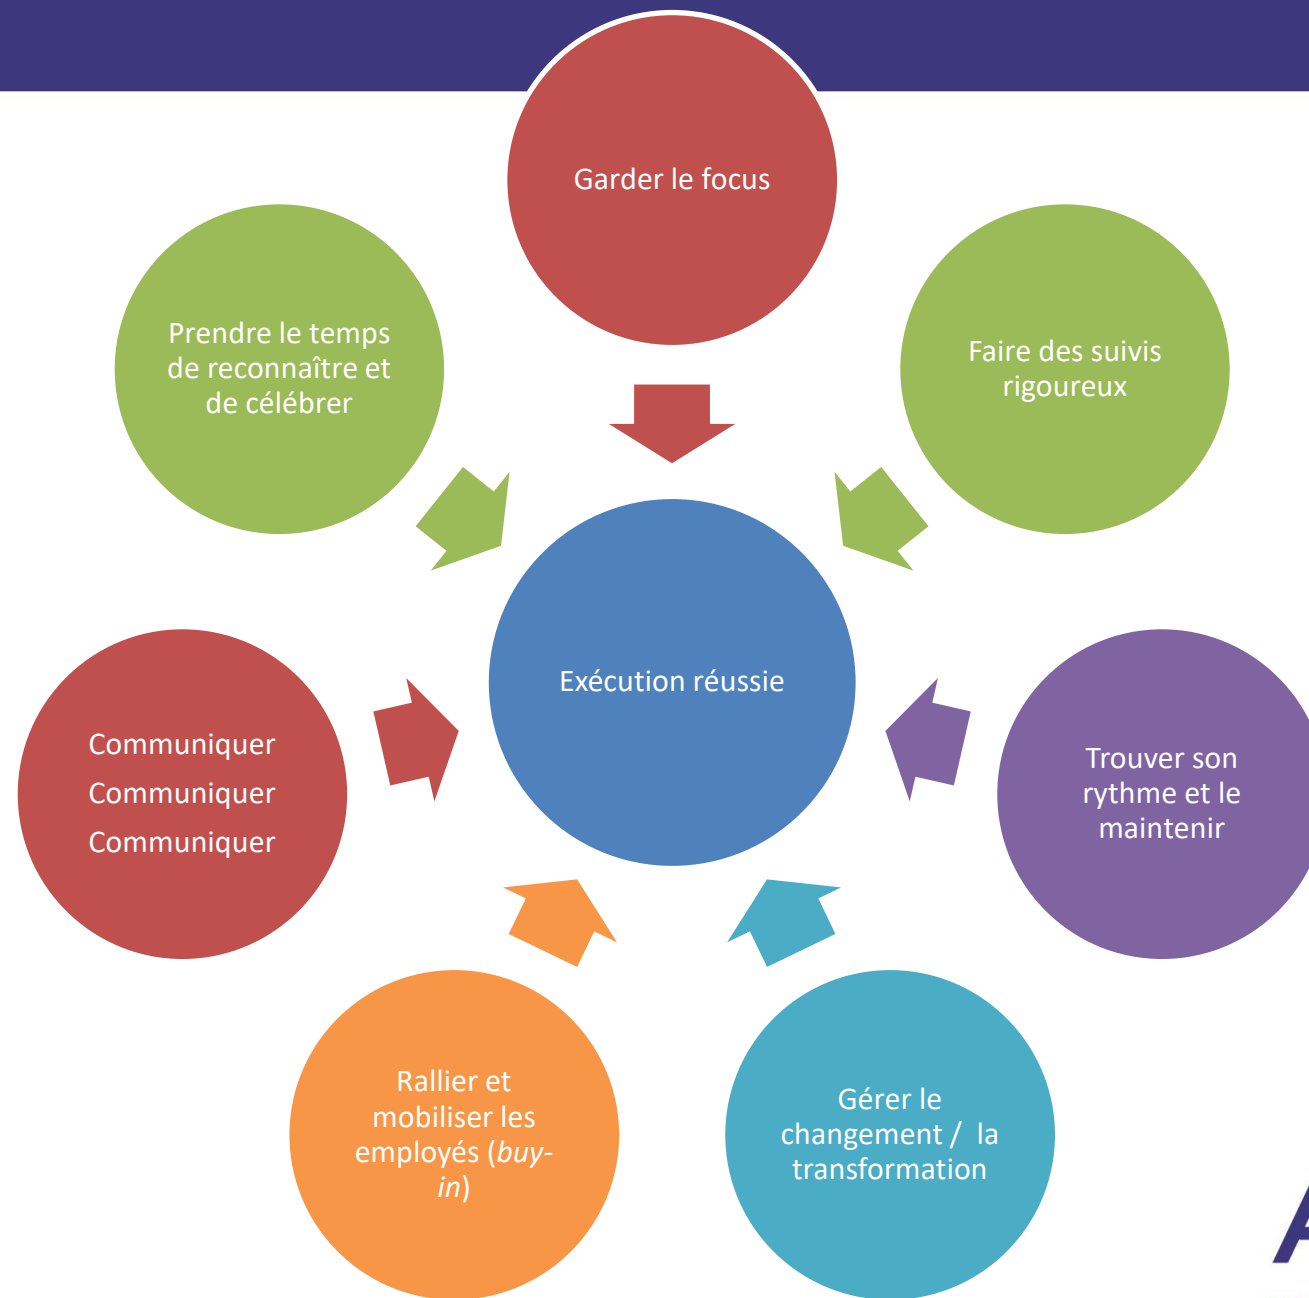 Garder le focus
Prendre le temps
de reconnaître et
de célébrer
Faire des suivis
rigoureux
Exécution réussie
Communiquer
Communiquer
Communiquer
Trouver son
rythme et le
maintenir
Rallier et
mobiliser les
employés (buy-
in)
Gérer le
changement / la
transformation
A